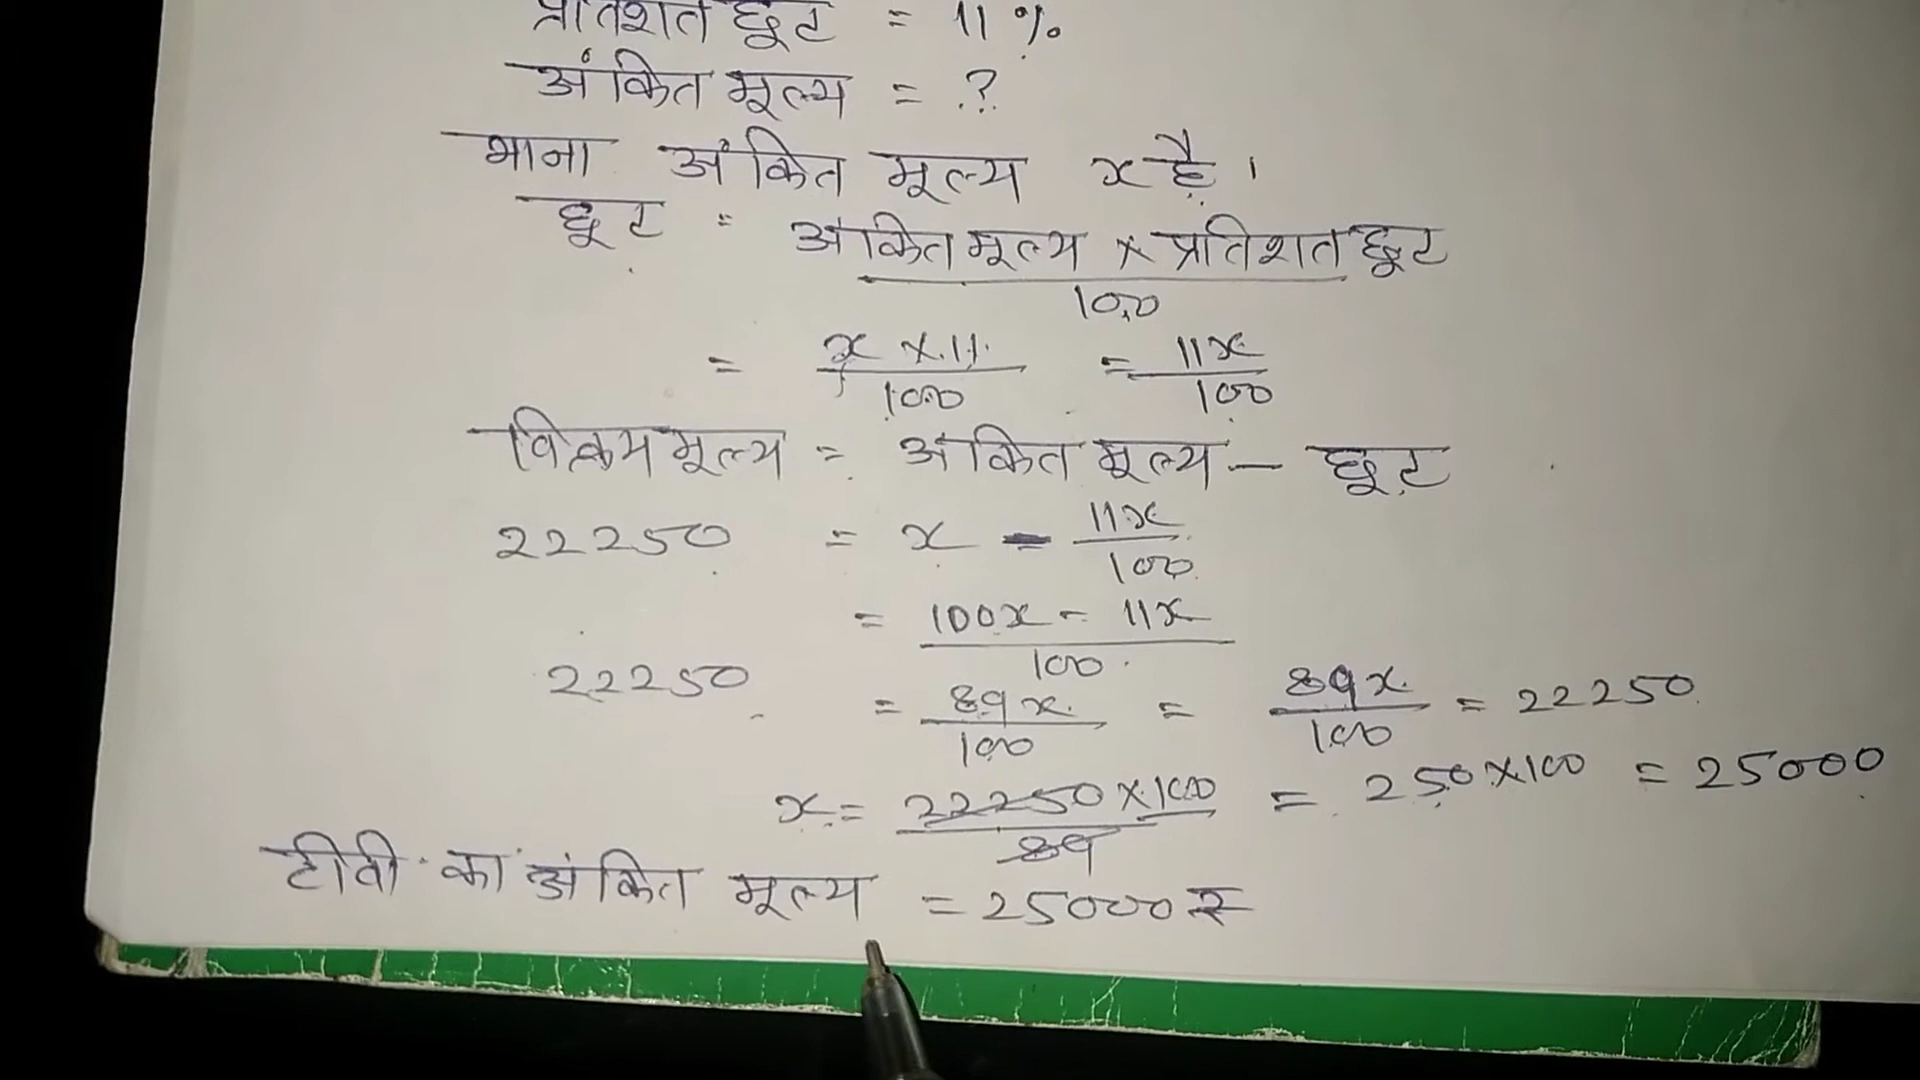 प्रतिशत छूट = 11%
अंकित मूल्य = ?
माना अंकित मूल्य x है।
छूट = अंकित मूल्य × प्रतिशत छूट
100
= x × 11 / 100 = 11x / 100
विक्रय मूल्य = अंकित मूल्य - छूट
22250 = x - 11x / 100
= 100x - 11x / 100
22250 = 89x / 100 = 89x / 100 = 22250
x = 22250 × 100 / 89 = 250 × 100 = 25000
टीवी का अंकित मूल्य = 25000 रु